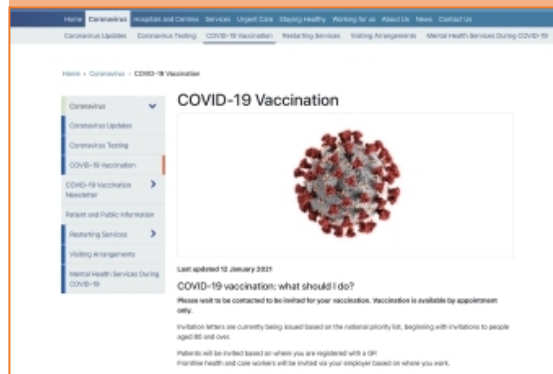 Home Coronavirus Hospitals and Centres Services Urgent Care Staying Healthy Working for us About Us News Contact Us
Coronavirus Updates Coronavirus Testing COVID-19 Vaccination Restarting Services Visiting Arrangements Mental Health Services During COVID-19
Home › Coronavirus › COVID-19 Vaccination
Coronavirus
Coronavirus Updates
Coronavirus Testing
COVID-19 Vaccination
COVID-19 Vaccination
Newsletter
Patient and Public Information
Restarting Services
Visiting Arrangements
Mental Health Services During
COVID-19
COVID-19 Vaccination
Last updated 12 January 2021
COVID-19 vaccination: what should I do?
Please wait to be contacted to be invited for your vaccination. Vaccination is available by appointment
only.
Invitation letters are currently being issued based on the national priority list, beginning with invitations to people
aged 80 and over.
Patients will be invited based on where you are registered with a GP.
Frontline health and care workers will be invited via your employer based on where you work.